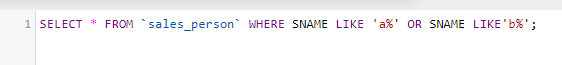 1 SELECT * FROM `sales_person` WHERE SNAME LIKE 'a%' OR SNAME LIKE'b%';